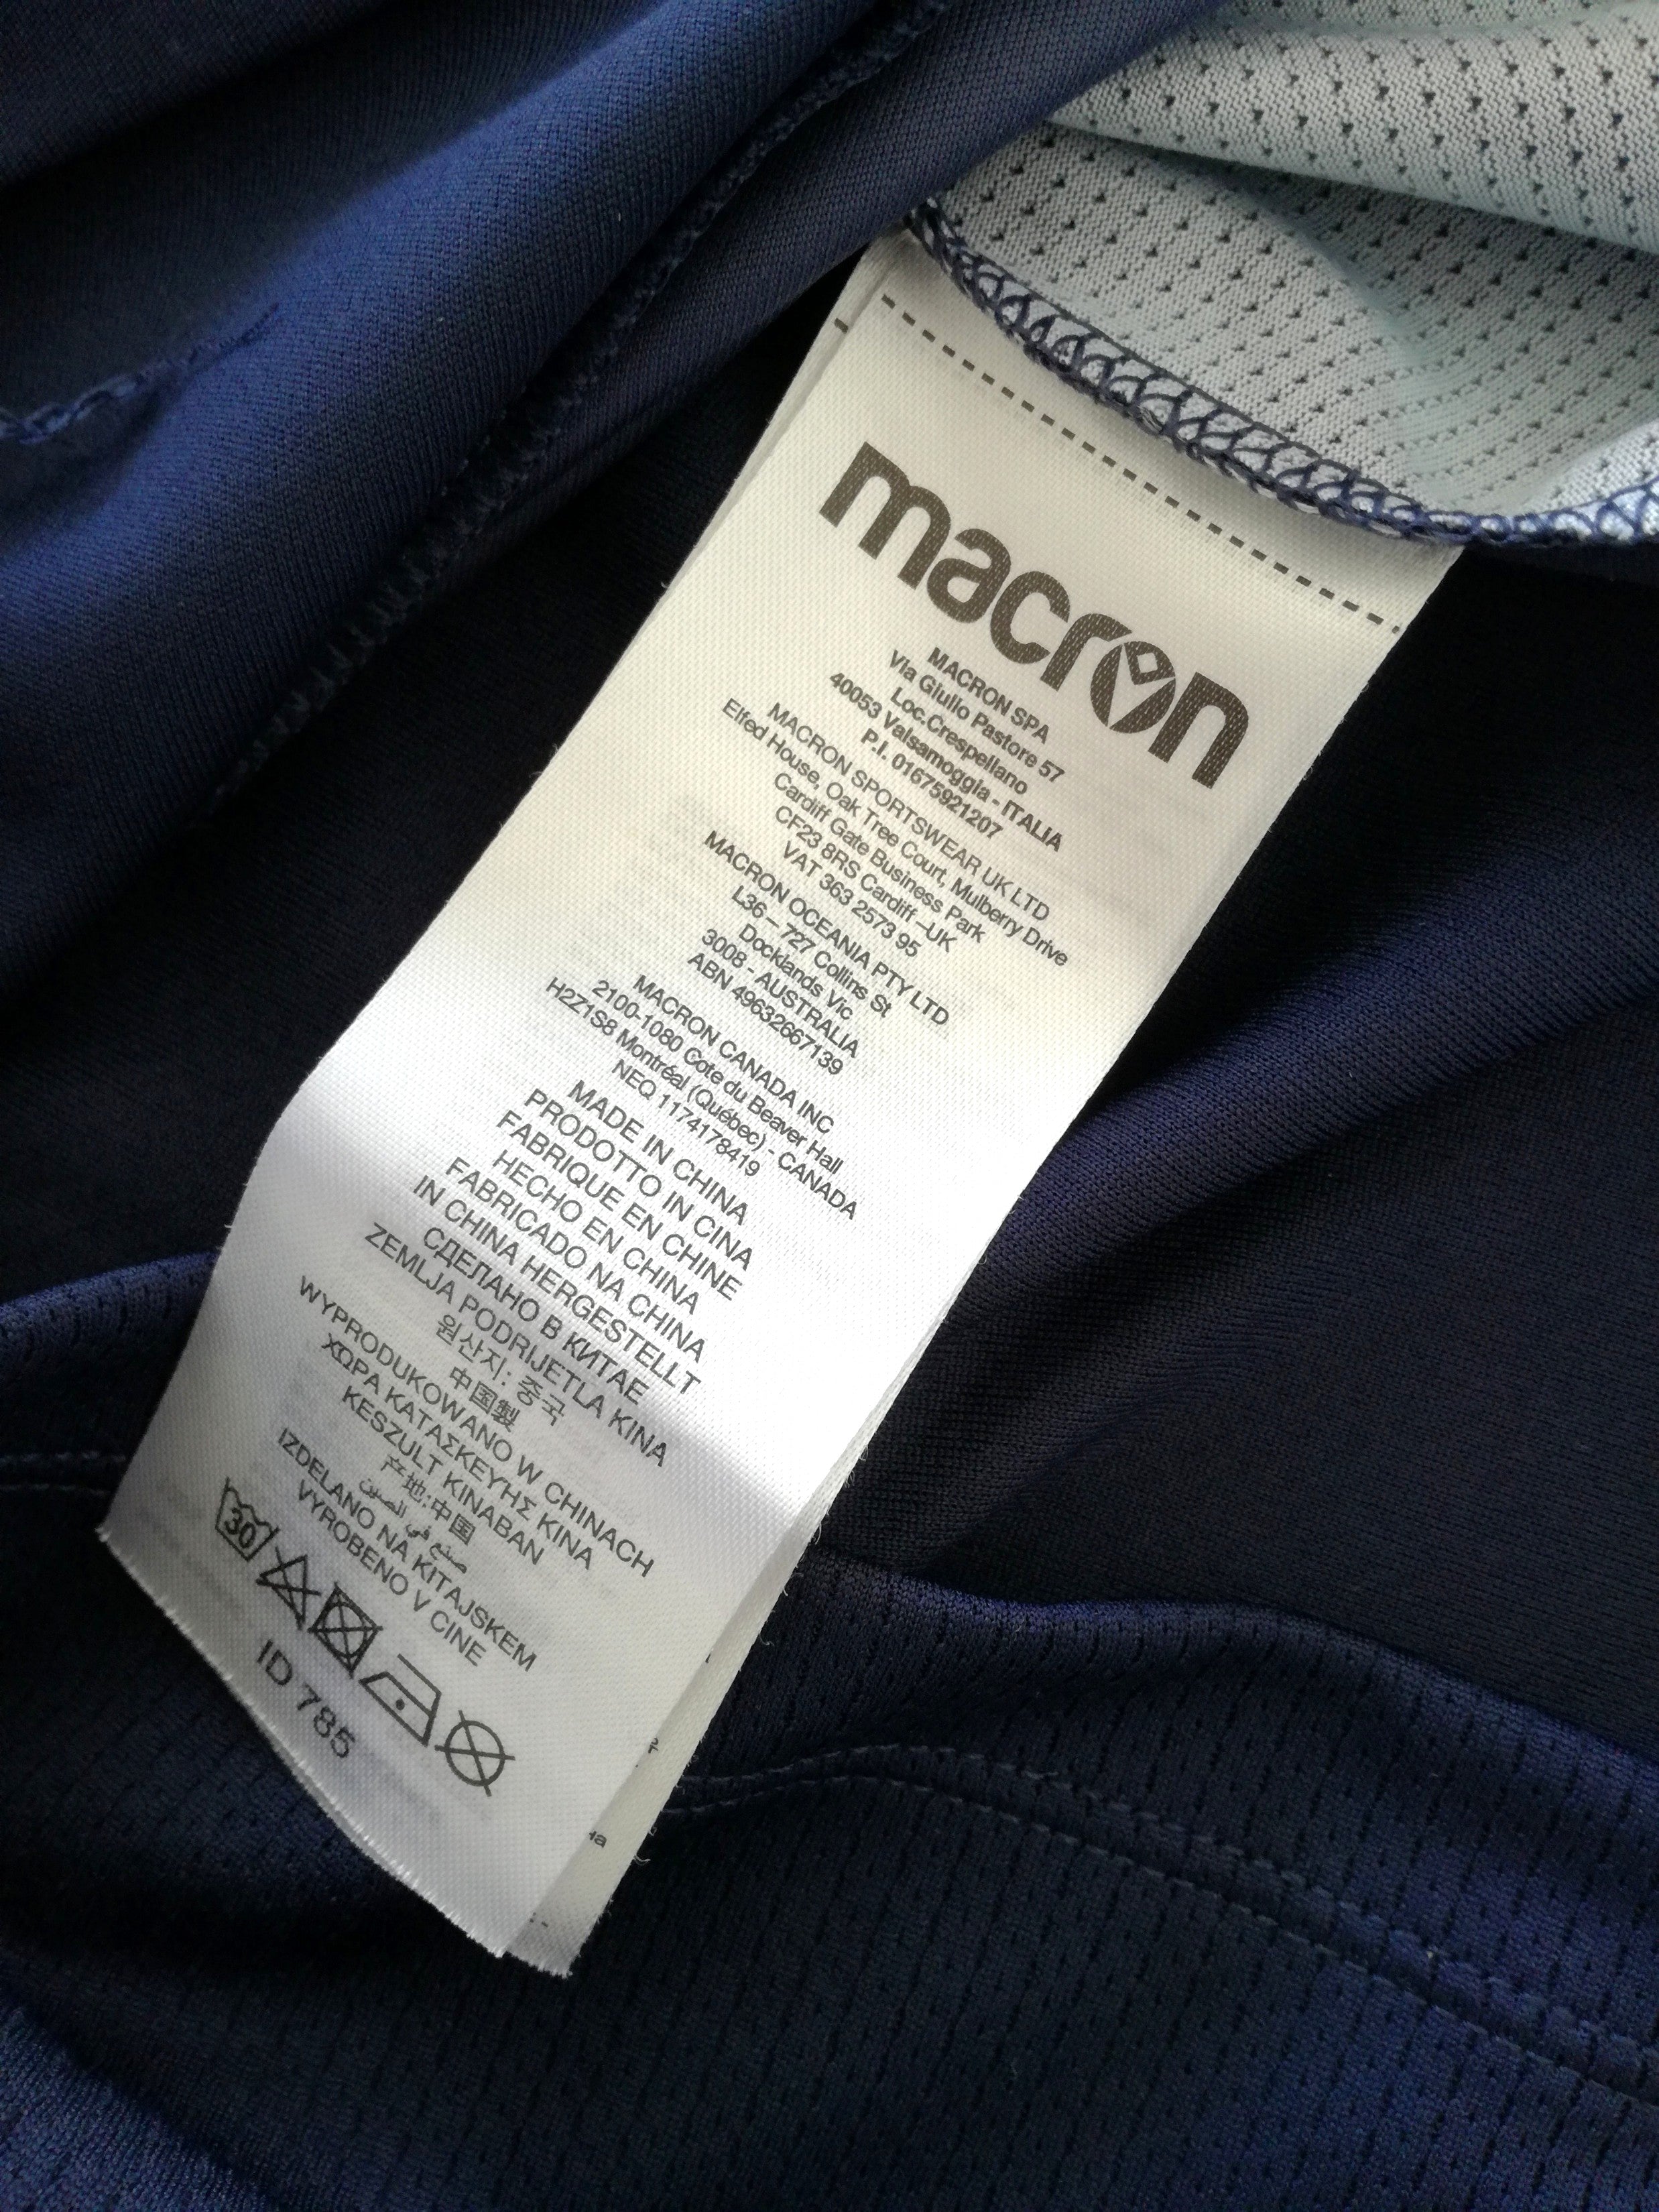 macron
MACRON SPA
Via Giulio Pastore 57
Loc.Crespellano
40053 Valsamoggia - ITALIA
P.I. 01675921207
MACRON SPORTSWEAR UK LTD
Elfed House, Oak Tree Court, Mulberry Drive
Cardiff Gate Business Park
CF23 8RS Cardiff –UK
VAT 363 2573 95
MACRON OCEANIA PTY LTD
L36 – 727 Collins St
Docklands Vic
3008 - AUSTRALIA
ABN 49632667139
MACRON CANADA INC
2100-1080 Cote du Beaver Hall
H2Z1S8 Montréal (Québec) - CANADA
NEQ 1174178419
MADE IN CHINA
PRODOTTO IN CINA
FABRIQUE EN CHINE
HECHO EN CHINA
FABRICADO NA CHINA
IN CHINA HERGESTELLT
СДЕЛАНО В КИТАЕ
ZEMLJA PODRIJETLA KINA
원산지: 중국
中国製
WYPRODUKOWANO W CHINACH
ΧΩΡΑ ΚΑΤΑΣΚΕΥΉΣ ΚΙΝΑ
KESZULT KINABAN
产地:中国
صنع في الصين
IZDELANO NA KITAJSKEM
VYROBENO V CINE
30
ID 785